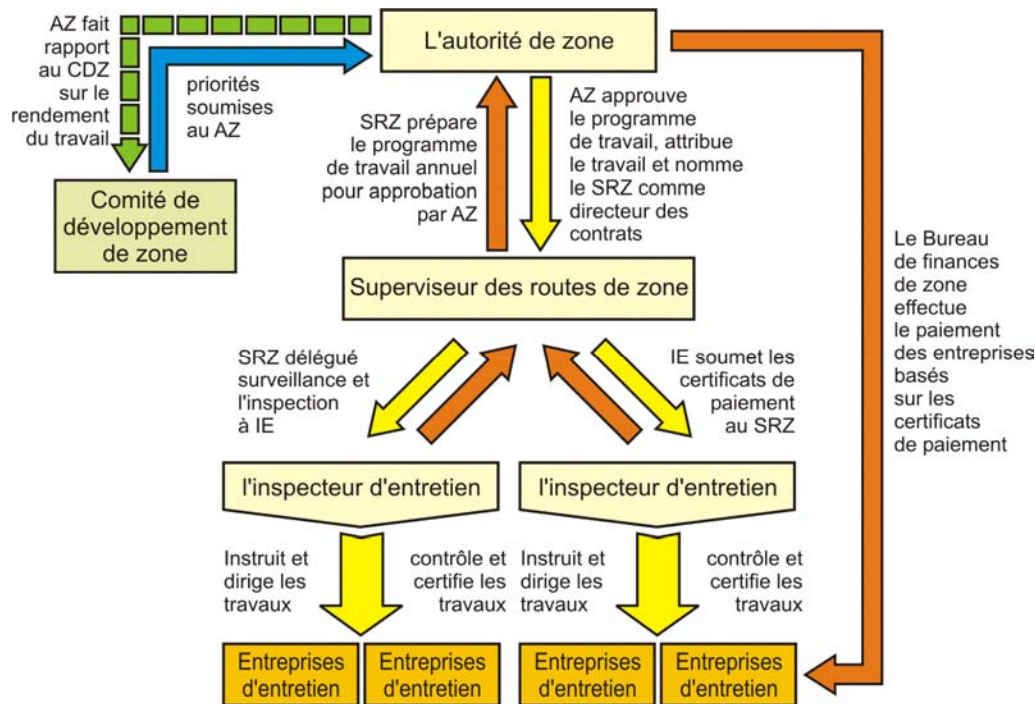 AZ fait
rapport
au CDZ
sur le
rendement
du travail
priorités
soumises
au AZ
L'autorité de zone
Comité de
développement
de zone
SRZ prépare
le programme
de travail annuel
pour approbation
par AZ
AZ approuve
le programme
de travail, attribue
le travail et nomme
le SRZ comme
directeur des
contrats
Superviseur des routes de zone
Le Bureau
de finances
de zone
effectue
le paiement
des entreprises
basés
sur les
certificats
de paiement
SRZ délégué
surveillance et
l'inspection
à IE
IE soumet les
certificats de
paiement
au SRZ
l'inspecteur d'entretien
l'inspecteur d'entretien
Instruit et
dirige les
travaux
contrôle et
certifie les
travaux
Instruit et
dirige les
travaux
contrôle et
certifie les
travaux
Entreprises
d'entretien
Entreprises
d'entretien
Entreprises
d'entretien
Entreprises
d'entretien